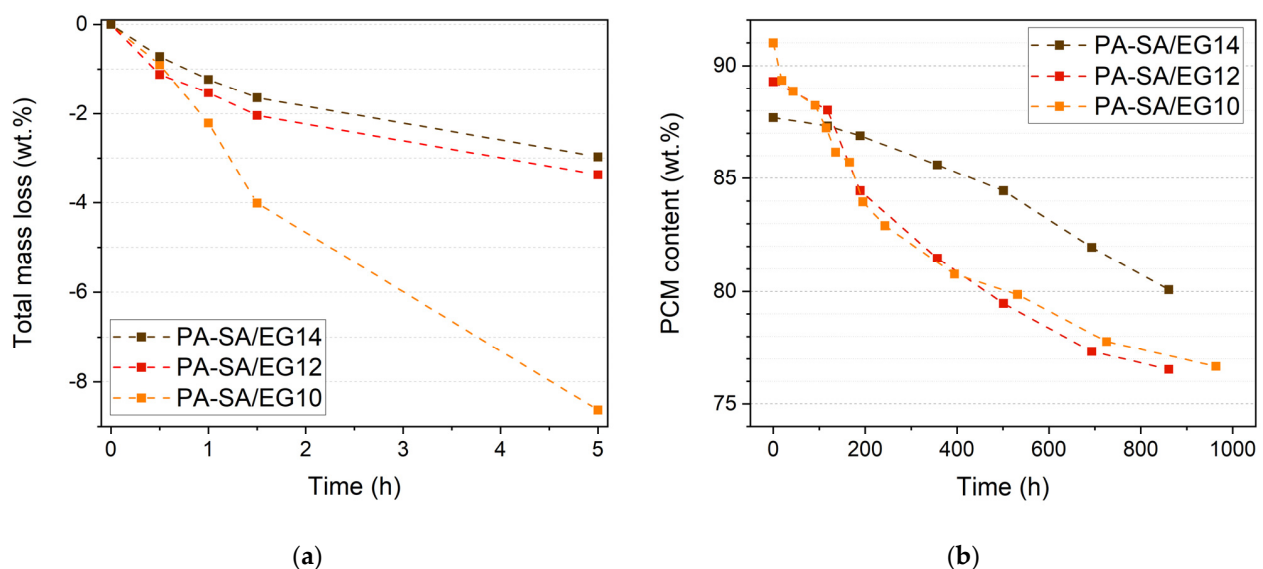 Total mass loss (wt.%)
0
-2
-4
-6
-8
PA-SA/EG14
PA-SA/EG12
PA-SA/EG10
0 1 2 3 4 5
Time (h)
(a)
PCM content (wt.%)
90
85
80
75
PA-SA/EG14
PA-SA/EG12
PA-SA/EG10
0 200 400 600 800 1000
Time (h)
(b)